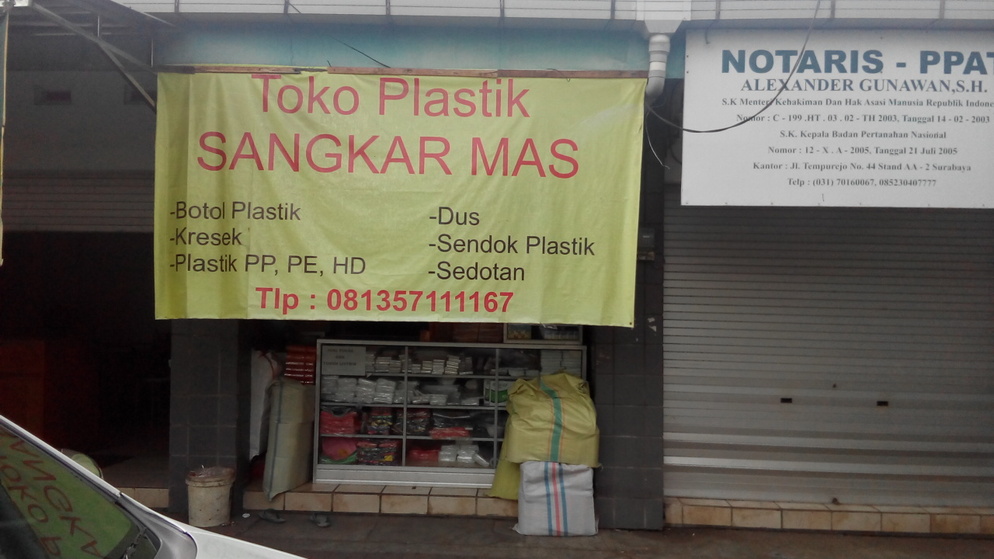 Toko Plastik
SANGKAR MAS
-Botol Plastik
-Kresek
-Plastik PP, PE, HD
-Dus
-Sendok Plastik
-Sedotan
Tlp : 081357111167
NOTARIS - PPAT
ALEXANDER GUNAWAN,S.H.
S.K Menteri Kehakiman Dan Hak Asasi Manusia Republik Indone
Nomor : C - 199 .HT . 03 . 02 - TH 2003, Tanggal 14 - 02 - 2003
S.K. Kepala Badan Pertanahan Nasional
Nomor : 12 - X . A - 2005, Tanggal 21 Juli 2005
Kantor : Jl. Tempurejo No. 44 Stand AA - 2 Surabaya
Telp : (031) 70160067, 085230407777